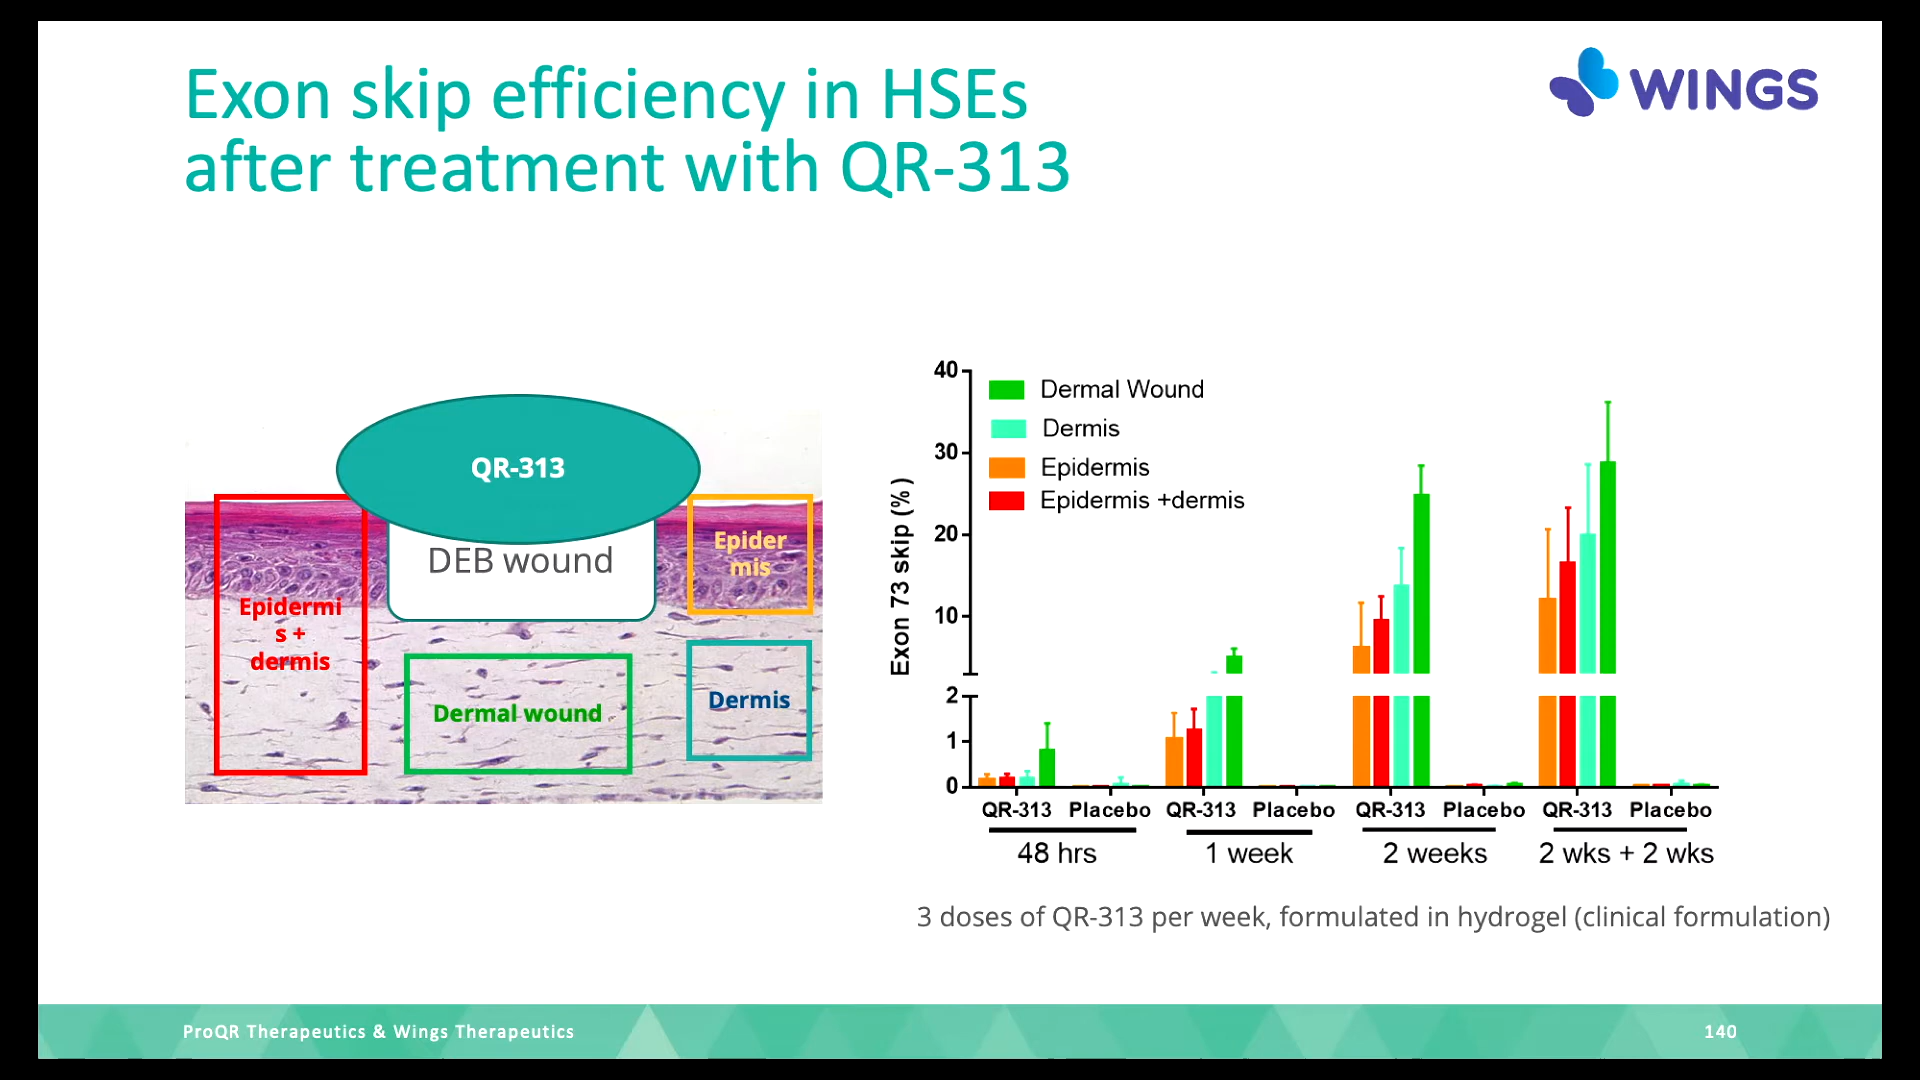 Exon skip efficiency in HSEs
after treatment with QR-313
WINGS
QR-313
DEB wound
Epidermi
s +
dermis
Epider
mis
Dermal wound
Dermis
Exon 73 skip (%)
40
30
20
10
2
1
0
Dermal Wound
Dermis
Epidermis
Epidermis +dermis
QR-313 Placebo QR-313 Placebo QR-313 Placebo QR-313 Placebo
48 hrs 1 week 2 weeks 2 wks + 2 wks
3 doses of QR-313 per week, formulated in hydrogel (clinical formulation)
ProQR Therapeutics & Wings Therapeutics
140